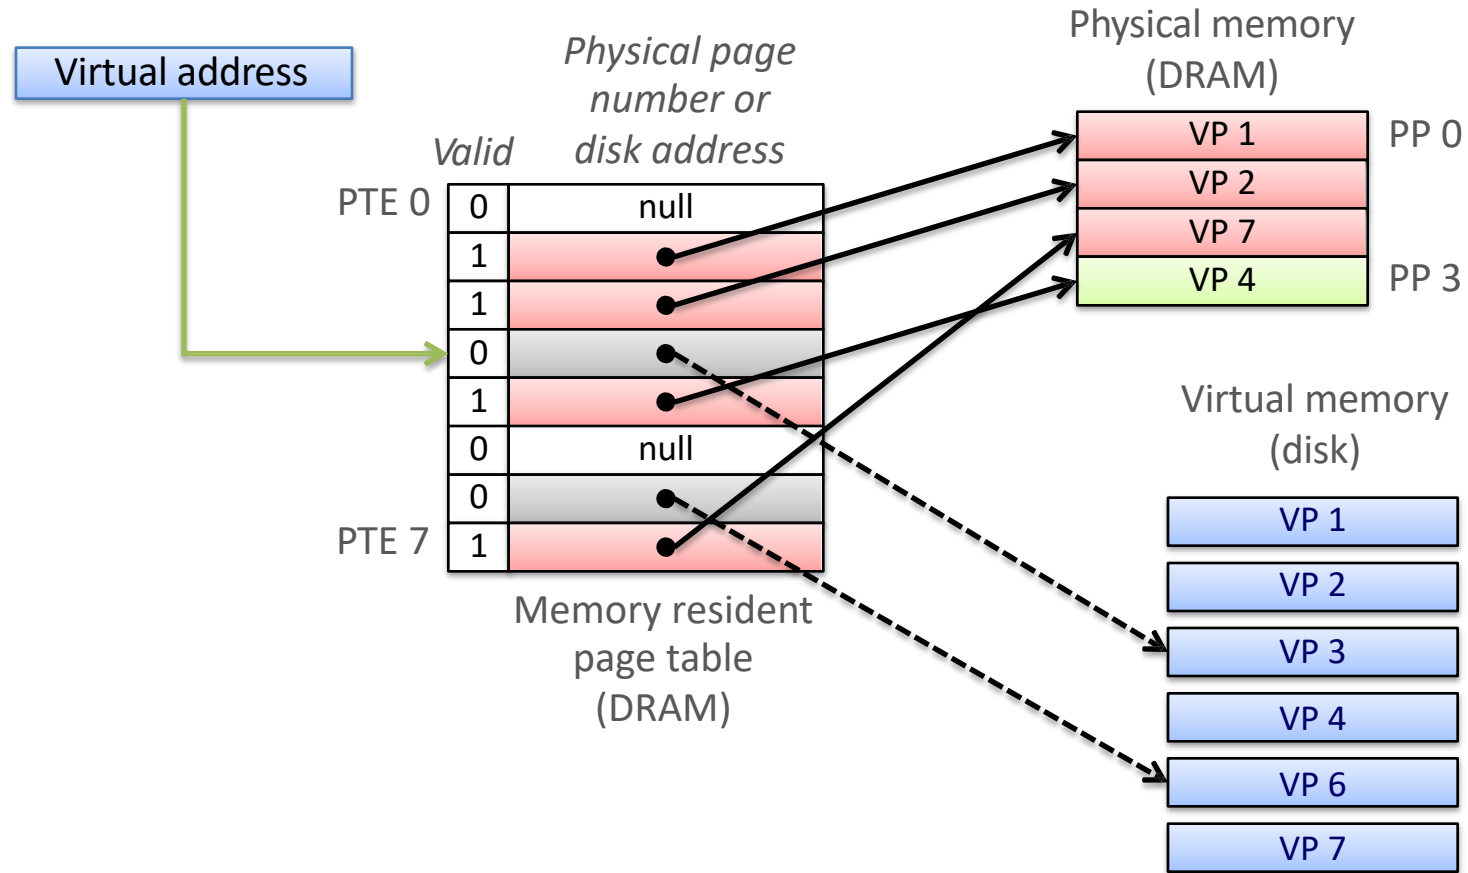 Virtual address
Physical page
number or
disk address
Valid
PTE 0
0 null
1
1
0
1
0 null
0
PTE 7 1
Memory resident
page table
(DRAM)
Physical memory
(DRAM)
VP 1 PP 0
VP 2
VP 7
VP 4 PP 3
Virtual memory
(disk)
VP 1
VP 2
VP 3
VP 4
VP 6
VP 7